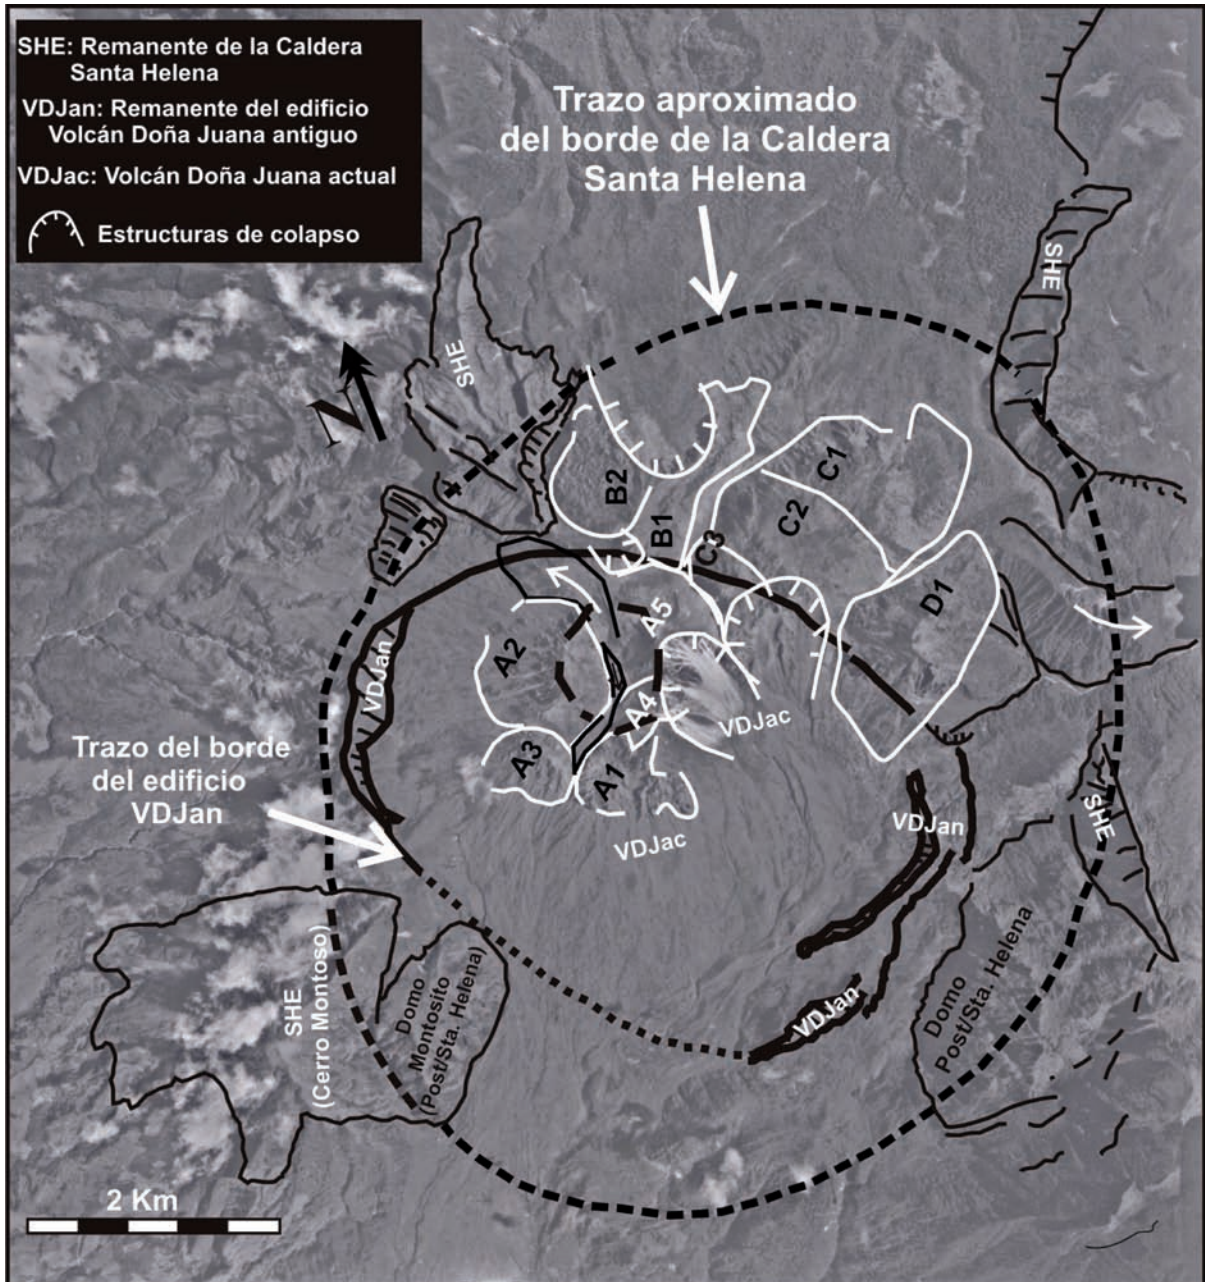 SHE: Remanente de la Caldera
Santa Helena
VDJan: Remanente del edificio
Volcán Doña Juana antiguo
VDJac: Volcán Doña Juana actual
Estructuras de colapso
Trazo aproximado
del borde de la Caldera
Santa Helena
SHE
SHE
N
B2
B1
C1
C2
C3
D1
A5
A2
A4
A3
A1
VDJan
VDJac
VDJac
Trazo del borde
del edificio
VDJan
VDJan
SHE
VDJan
SHE
(Cerro Montoso)
Domo
Montosito
(Post/Sta. Helena)
Domo
Post/Sta. Helena
2 Km